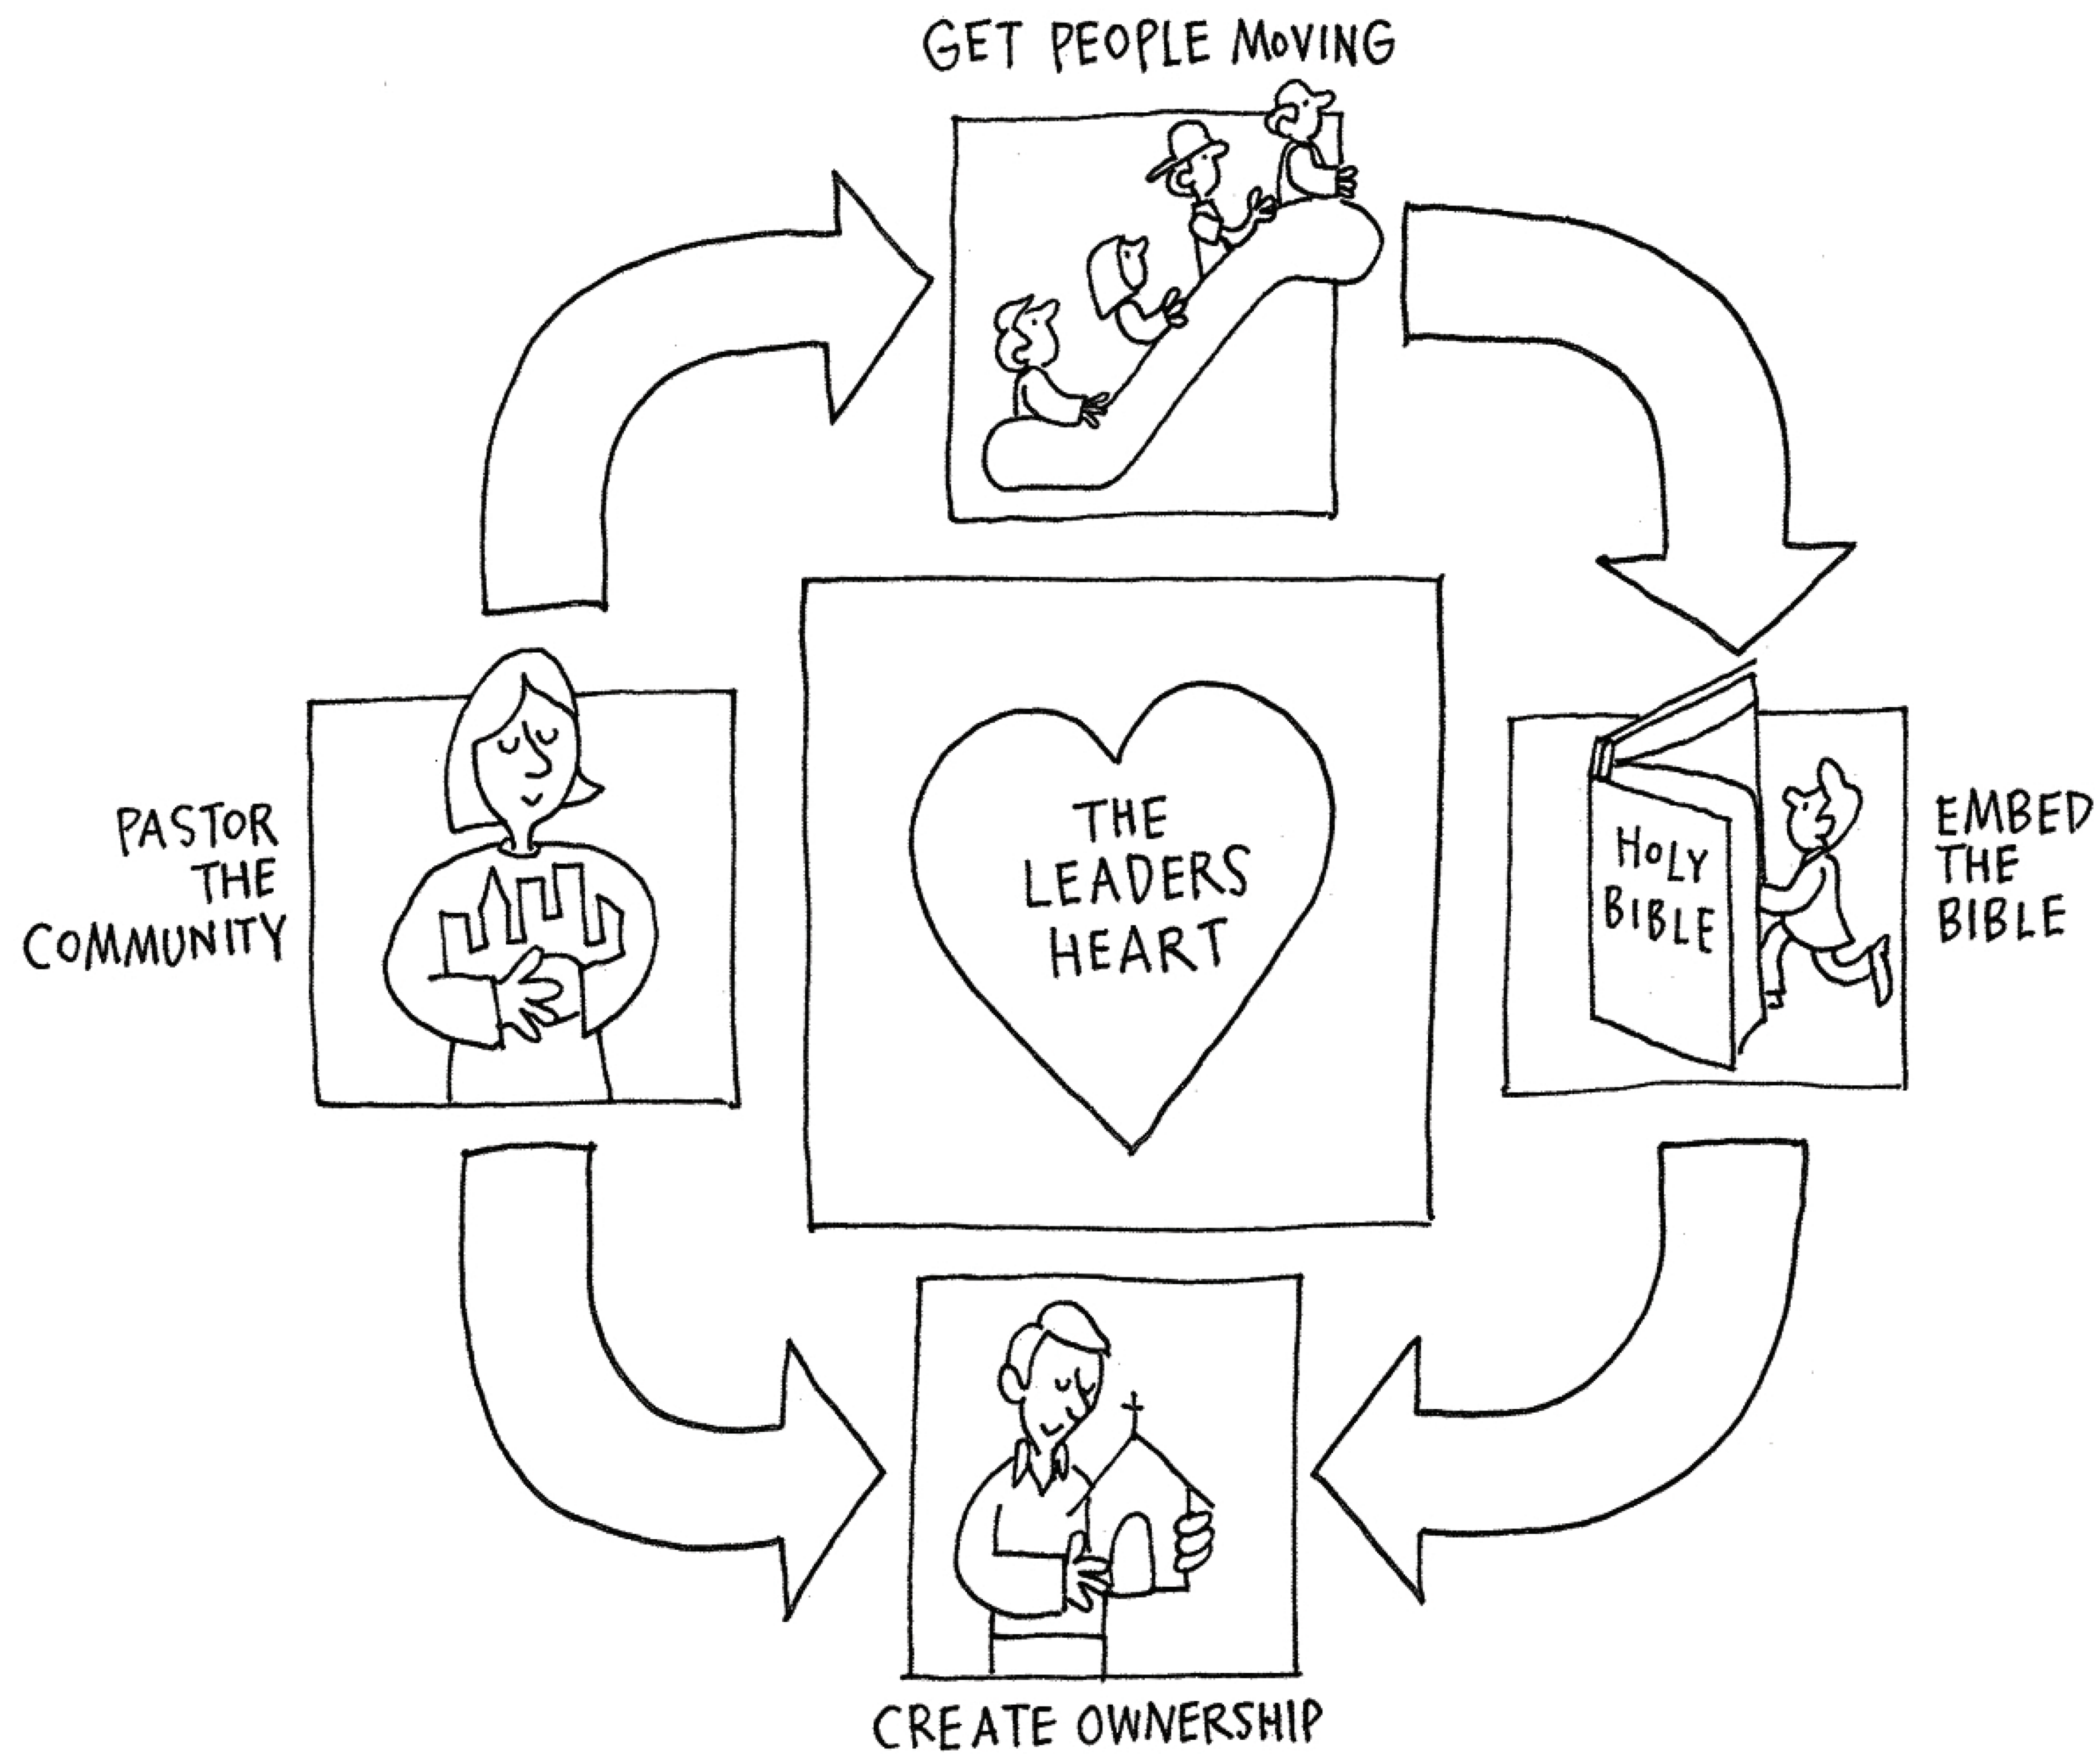 GET PEOPLE MOVING
PASTOR
THE
COMMUNITY
THE
LEADERS
HEART
HOLY
BIBLE
EMBED
THE
BIBLE
CREATE OWNERSHIP